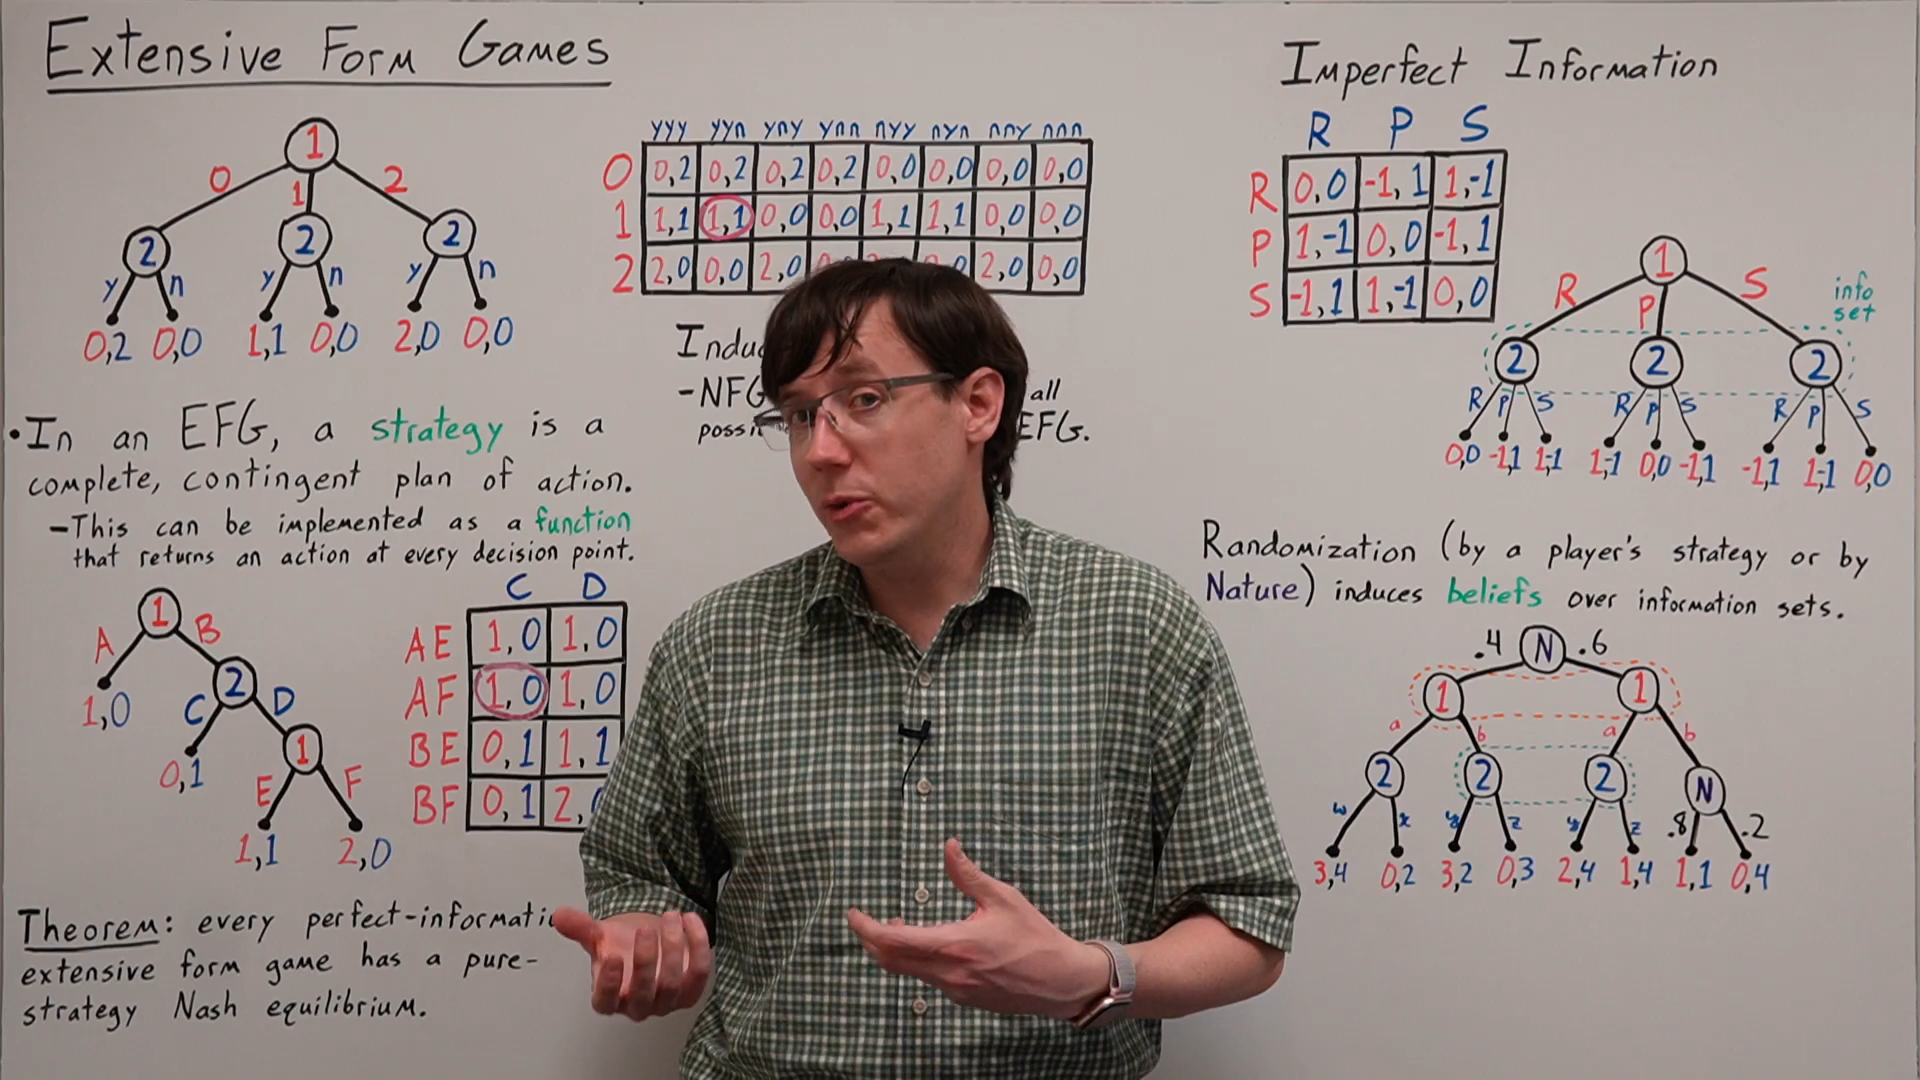 Extensive Form Games
1
0 1 2
2 2 2
y n y n y n
0,2 0,0 1,1 0,0 2,0 0,0
•In an EFG, a strategy is a
complete, contingent plan of action.
-This can be implemented as a function
that returns an action at every decision point.
1
A B
1,0
2
C D
0,1
1
E F
1,1 2,0
C D
AE 1,0 1,0
AF 1,0 1,0
BE 0,1 1,1
BF 0,1 2,
Theorem: every
extensive form game has a pure-
strategy Nash equilibrium.
yyy yyn yny ynn nyy nyn nny nnn
0 0,2 0,2 0,2 0,2 0,0 0,0 0,0 0,0
1 1,1 1,1 0,0 0,0 1,1 1,1 0,0 0,0
2 2,0 0,0 2,0 2,0 0,0
-NFG all
EFG.
Imperfect Information
R P S
R 0,0 -1,1 1,-1
P 1,-1 0,0 -1,1
S -1,1 1,-1 0,0
1
R P S
info
set
2 2 2
R P S R P S R P S
0,0 -1,1 1,-1 1,-1 0,0 -1,1 -1,1 1,-1 0,0
Randomization (by a player's strategy or by
Nature) induces beliefs over information sets.
.4 N .6
1 1
a b a b
2 2 2 N
w x y z y z .8 .2
3,4 0,2 3,2 0,3 2,4 1,4 1,1 0,4